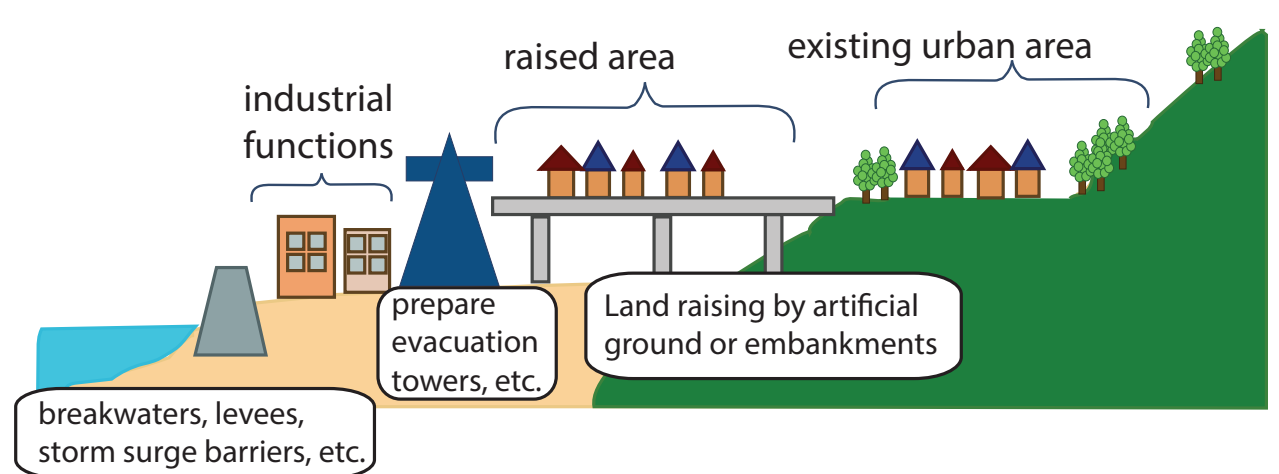 existing urban area
raised area
industrial
functions
prepare
evacuation
towers, etc.
Land raising by artificial
ground or embankments
breakwaters, levees,
storm surge barriers, etc.